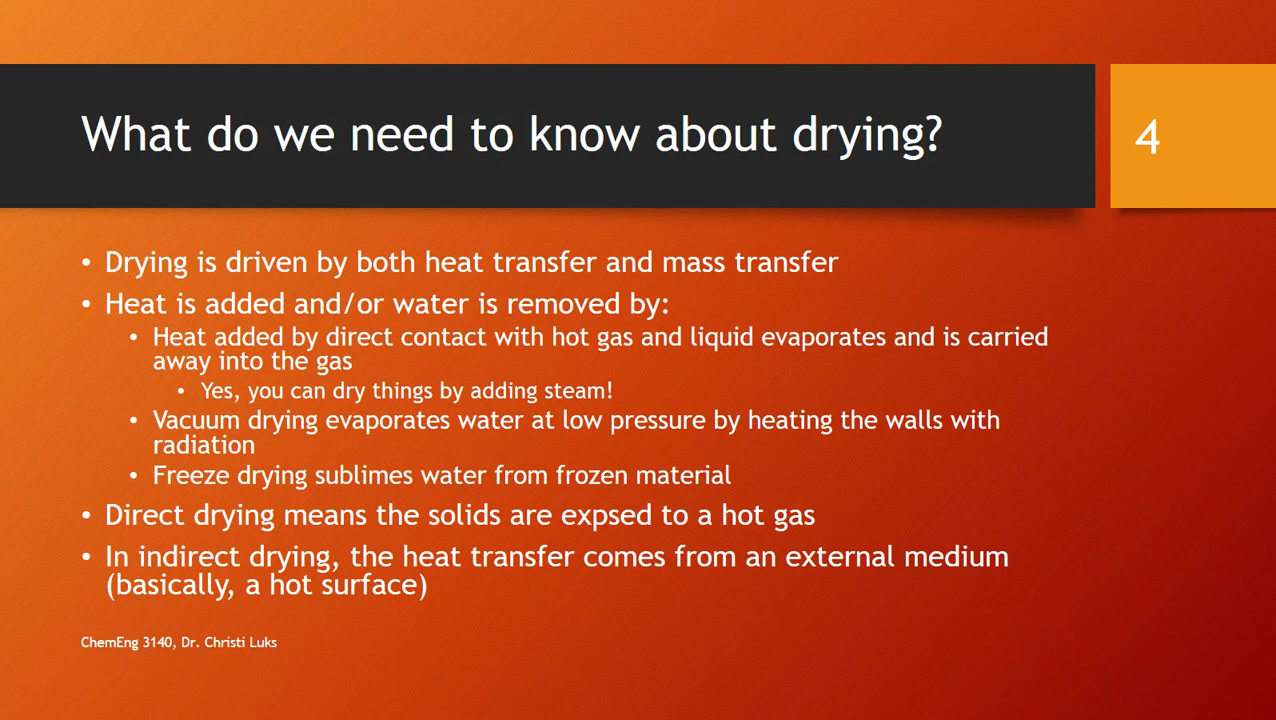 What do we need to know about drying?
4
• Drying is driven by both heat transfer and mass transfer
• Heat is added and/or water is removed by:
• Heat added by direct contact with hot gas and liquid evaporates and is carried
away into the gas
• Yes, you can dry things by adding steam!
• Vacuum drying evaporates water at low pressure by heating the walls with
radiation
• Freeze drying sublimes water from frozen material
• Direct drying means the solids are expsed to a hot gas
• In indirect drying, the heat transfer comes from an external medium
(basically, a hot surface)
ChemEng 3140, Dr. Christi Luks